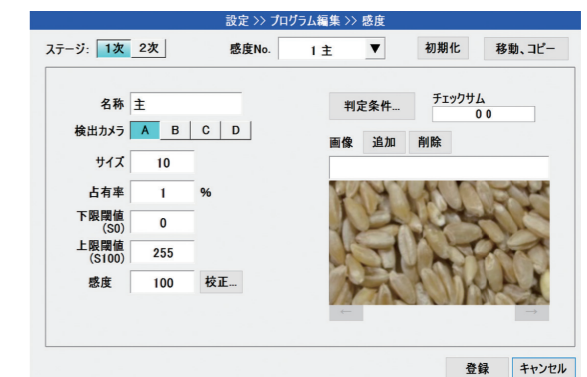 設定 >> プログラム編集 >> 感度
ステージ: 1次 2次 感度No. 1 主 ▼ 初期化 移動、コピー
名称 主
検出カメラ A B C D
サイズ 10
占有率 1 %
下限閾値
(S0) 0
上限閾値
(S100) 255
感度 100 校正...
判定条件... チェックサム
0 0
画像 追加 削除
← →
登録 キャンセル